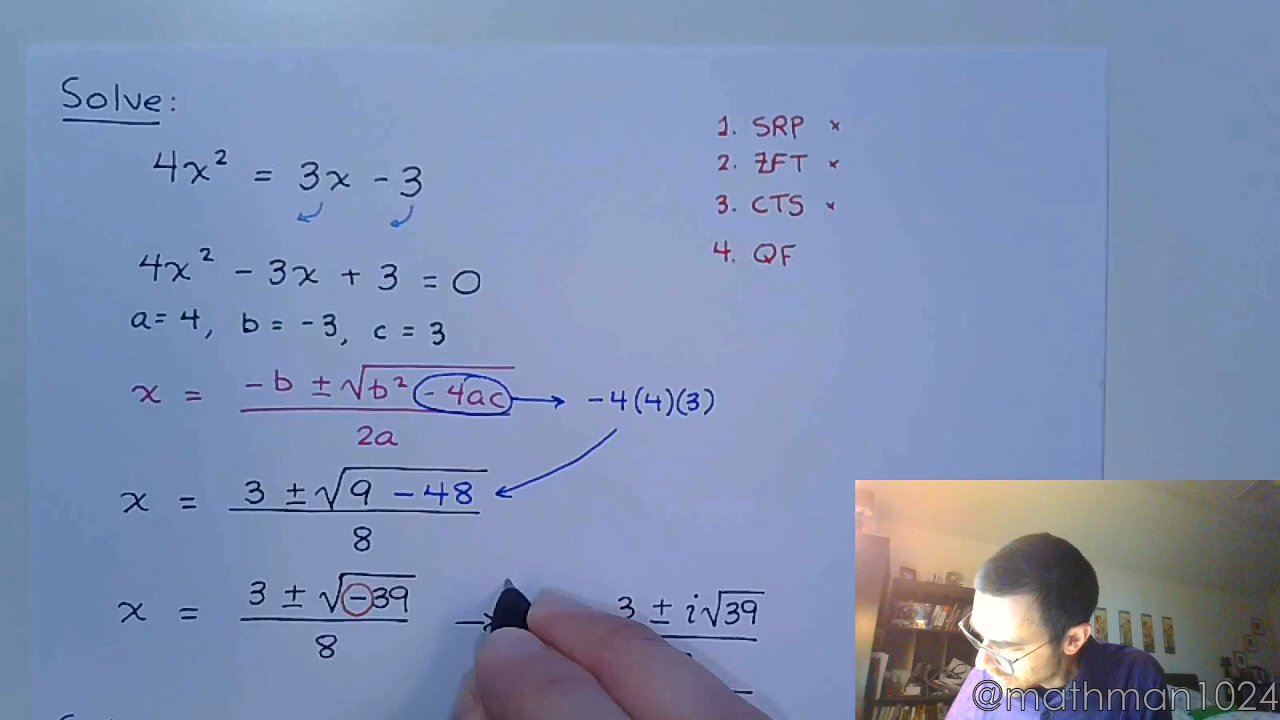 Solve:
1. SRP ×
4x² = 3x - 3
2. ZFT ×
3. CTS ×
4. QF
4x² - 3x + 3 = 0
a = 4, b = -3, c = 3
x = (-b ± √(b² - 4ac))/2a → -4(4)(3)
x = (3 ± √(9 - 48))/8
x = (3 ± √(-39))/8 → 3 ± i√39
@mathman1024